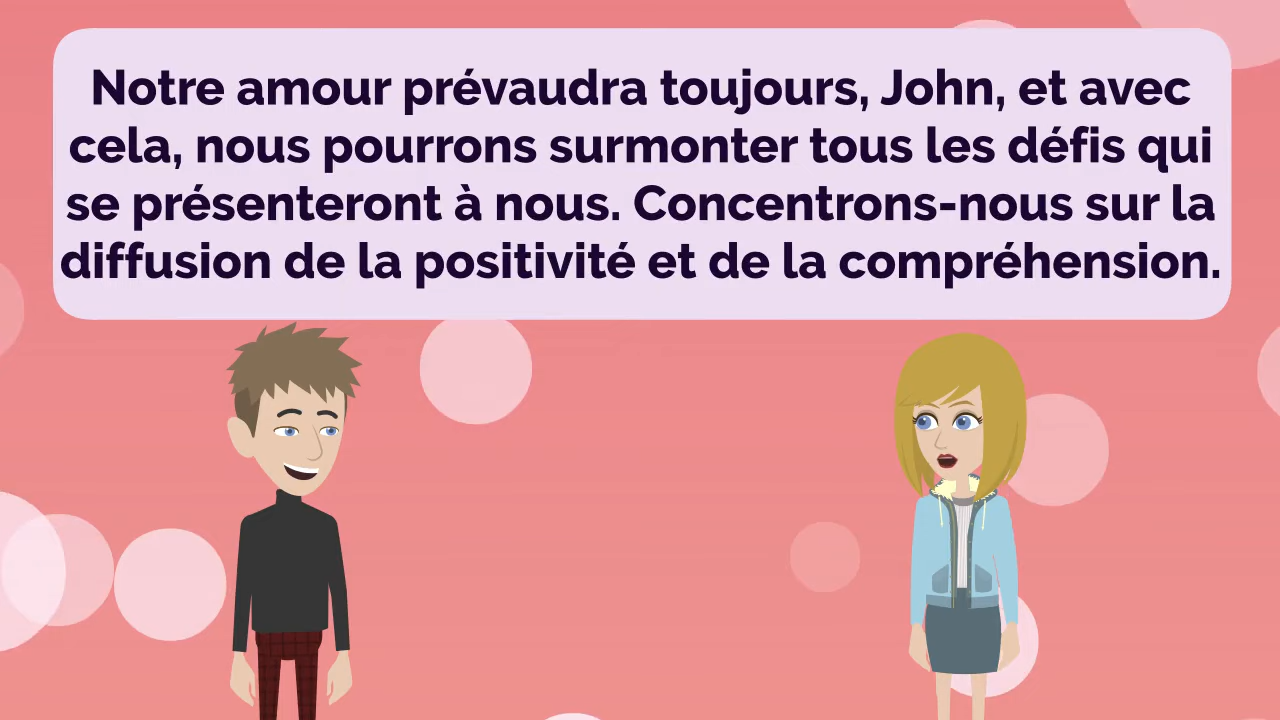 Notre amour prévaudra toujours, John, et avec
cela, nous pourrons surmonter tous les défis qui
se présenteront à nous. Concentrons-nous sur la
diffusion de la positivité et de la compréhension.